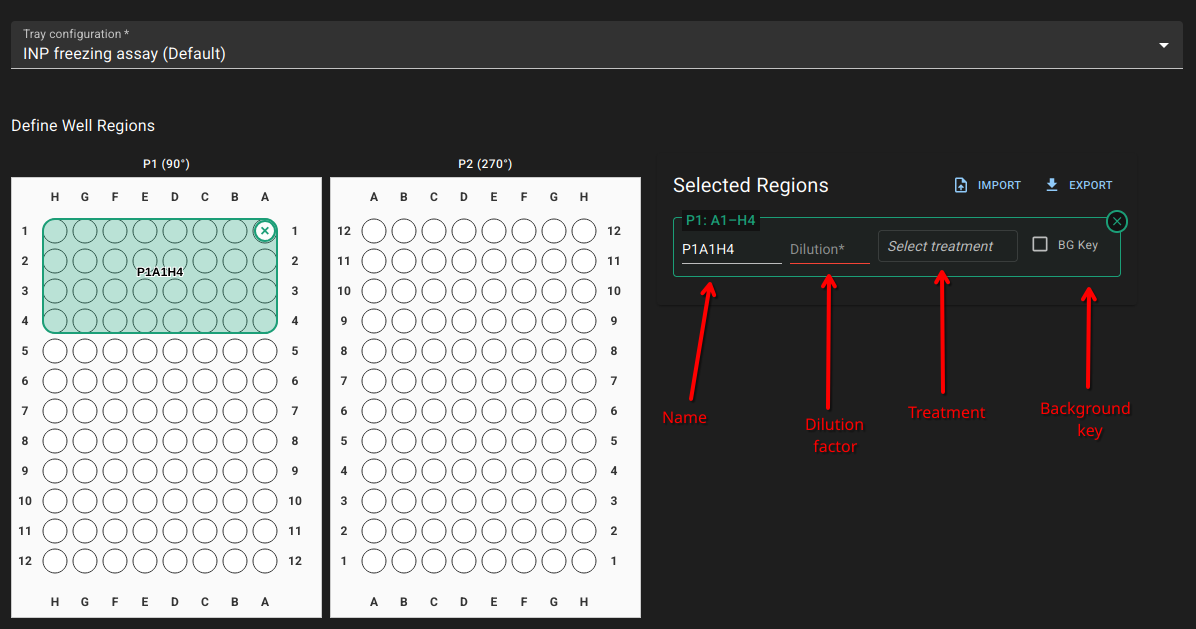 Tray configuration *
INP freezing assay (Default)
Define Well Regions
P1 (90°)
H G F E D C B A
1 1
2 P1A1H4 2
3 3
4 4
5 5
6 6
7 7
8 8
9 9
10 10
11 11
12 12
H G F E D C B A
P2 (270°)
A B C D E F G H
12 12
11 11
10 10
9 9
8 8
7 7
6 6
5 5
4 4
3 3
2 2
1 1
A B C D E F G H
Selected Regions IMPORT EXPORT
P1: A1–H4
P1A1H4 Dilution* Select treatment BG Key
Name
Dilution
factor
Treatment
Background
key